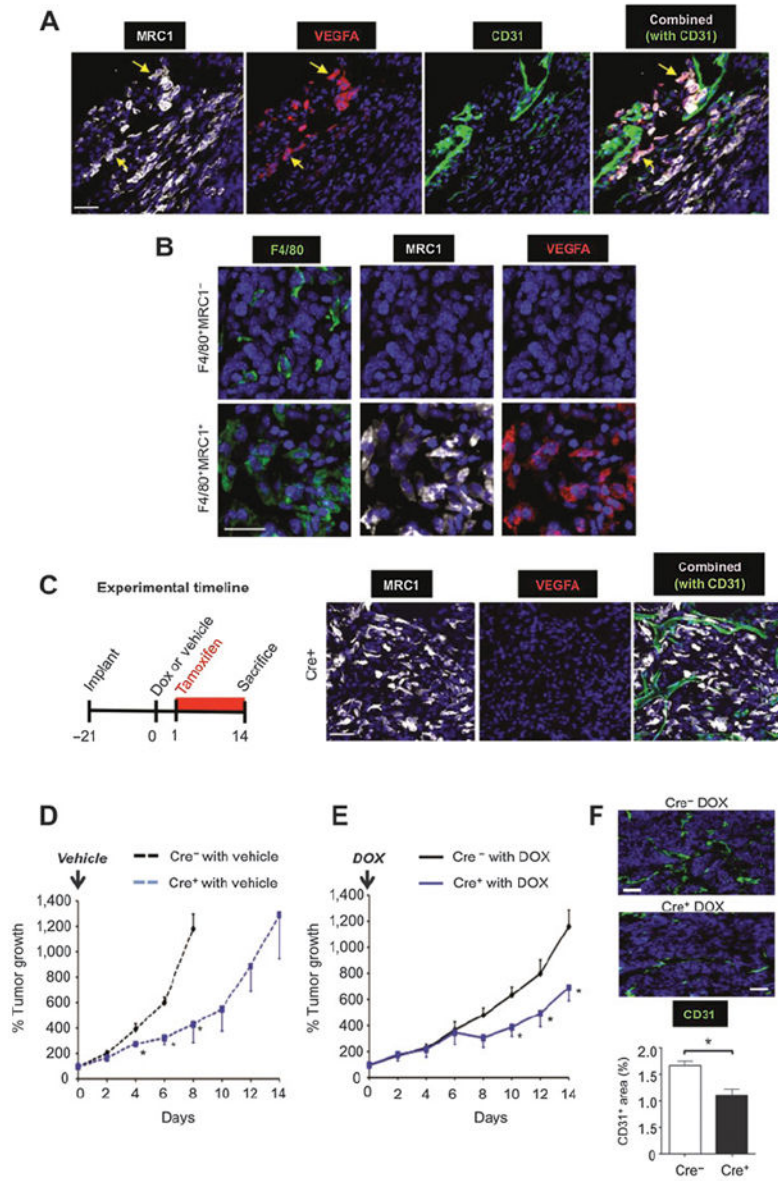 A
MRC1
VEGFA
CD31
Combined
(with CD31)
B
F4/80
MRC1
VEGFA
F4/80⁺MRC1⁻
F4/80⁺MRC1⁺
C
Experimental timeline
Implant
Dox or vehicle
Tamoxifen
Sacrifice
–21
0
1
14
MRC1
VEGFA
Combined
(with CD31)
Cre+
D
Vehicle
Cre⁻ with vehicle
Cre⁺ with vehicle
% Tumor growth
1,400
1,200
1,000
800
600
400
200
0
*
*
*
0 2 4 6 8 10 12 14
Days
E
DOX
Cre⁻ with DOX
Cre⁺ with DOX
% Tumor growth
1,400
1,200
1,000
800
600
400
200
0
*
*
*
0 2 4 6 8 10 12 14
Days
F
Cre⁻ DOX
Cre⁺ DOX
CD31
*
CD31⁺ area (%)
2.0
1.5
1.0
1.5
0
Cre⁻ Cre⁺